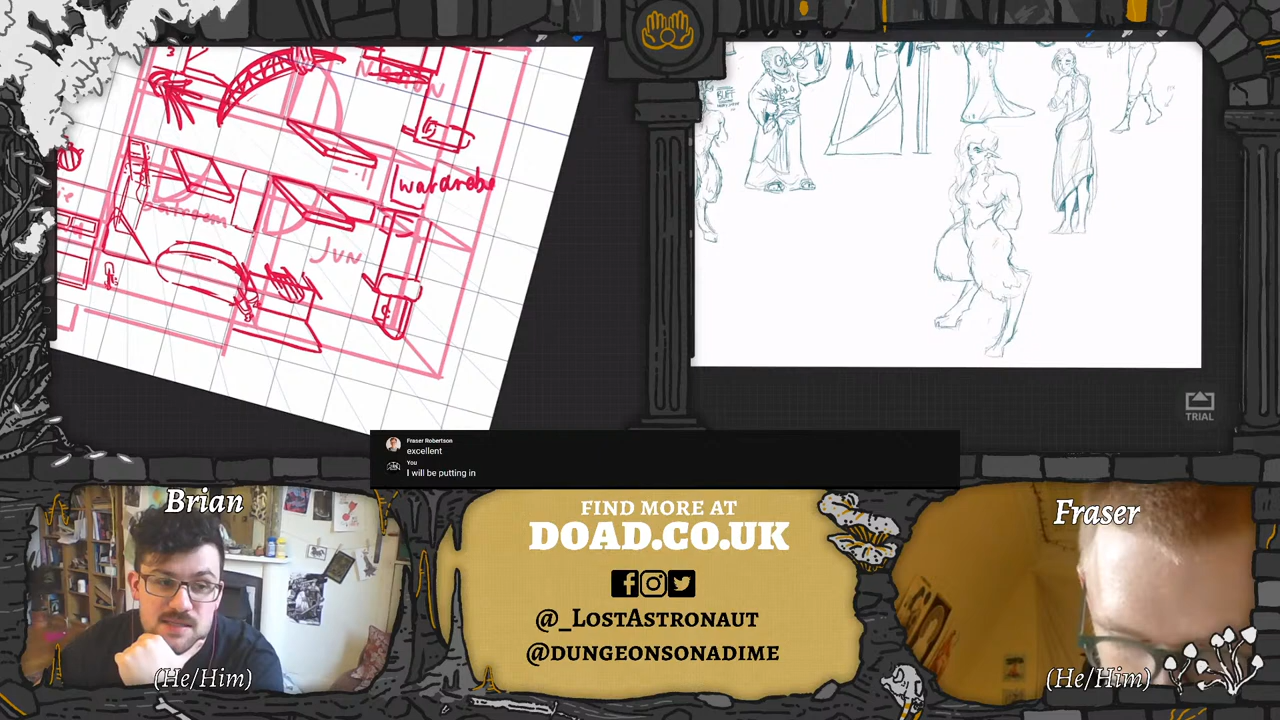 wardrobe
Jun
TRIAL
Fraser Robertson
excellent
You
I will be putting in
Brian
(He/Him)
FIND MORE AT
DOAD.CO.UK
@_LostAstronaut
@dungeonsonadime
Fraser
(He/Him)